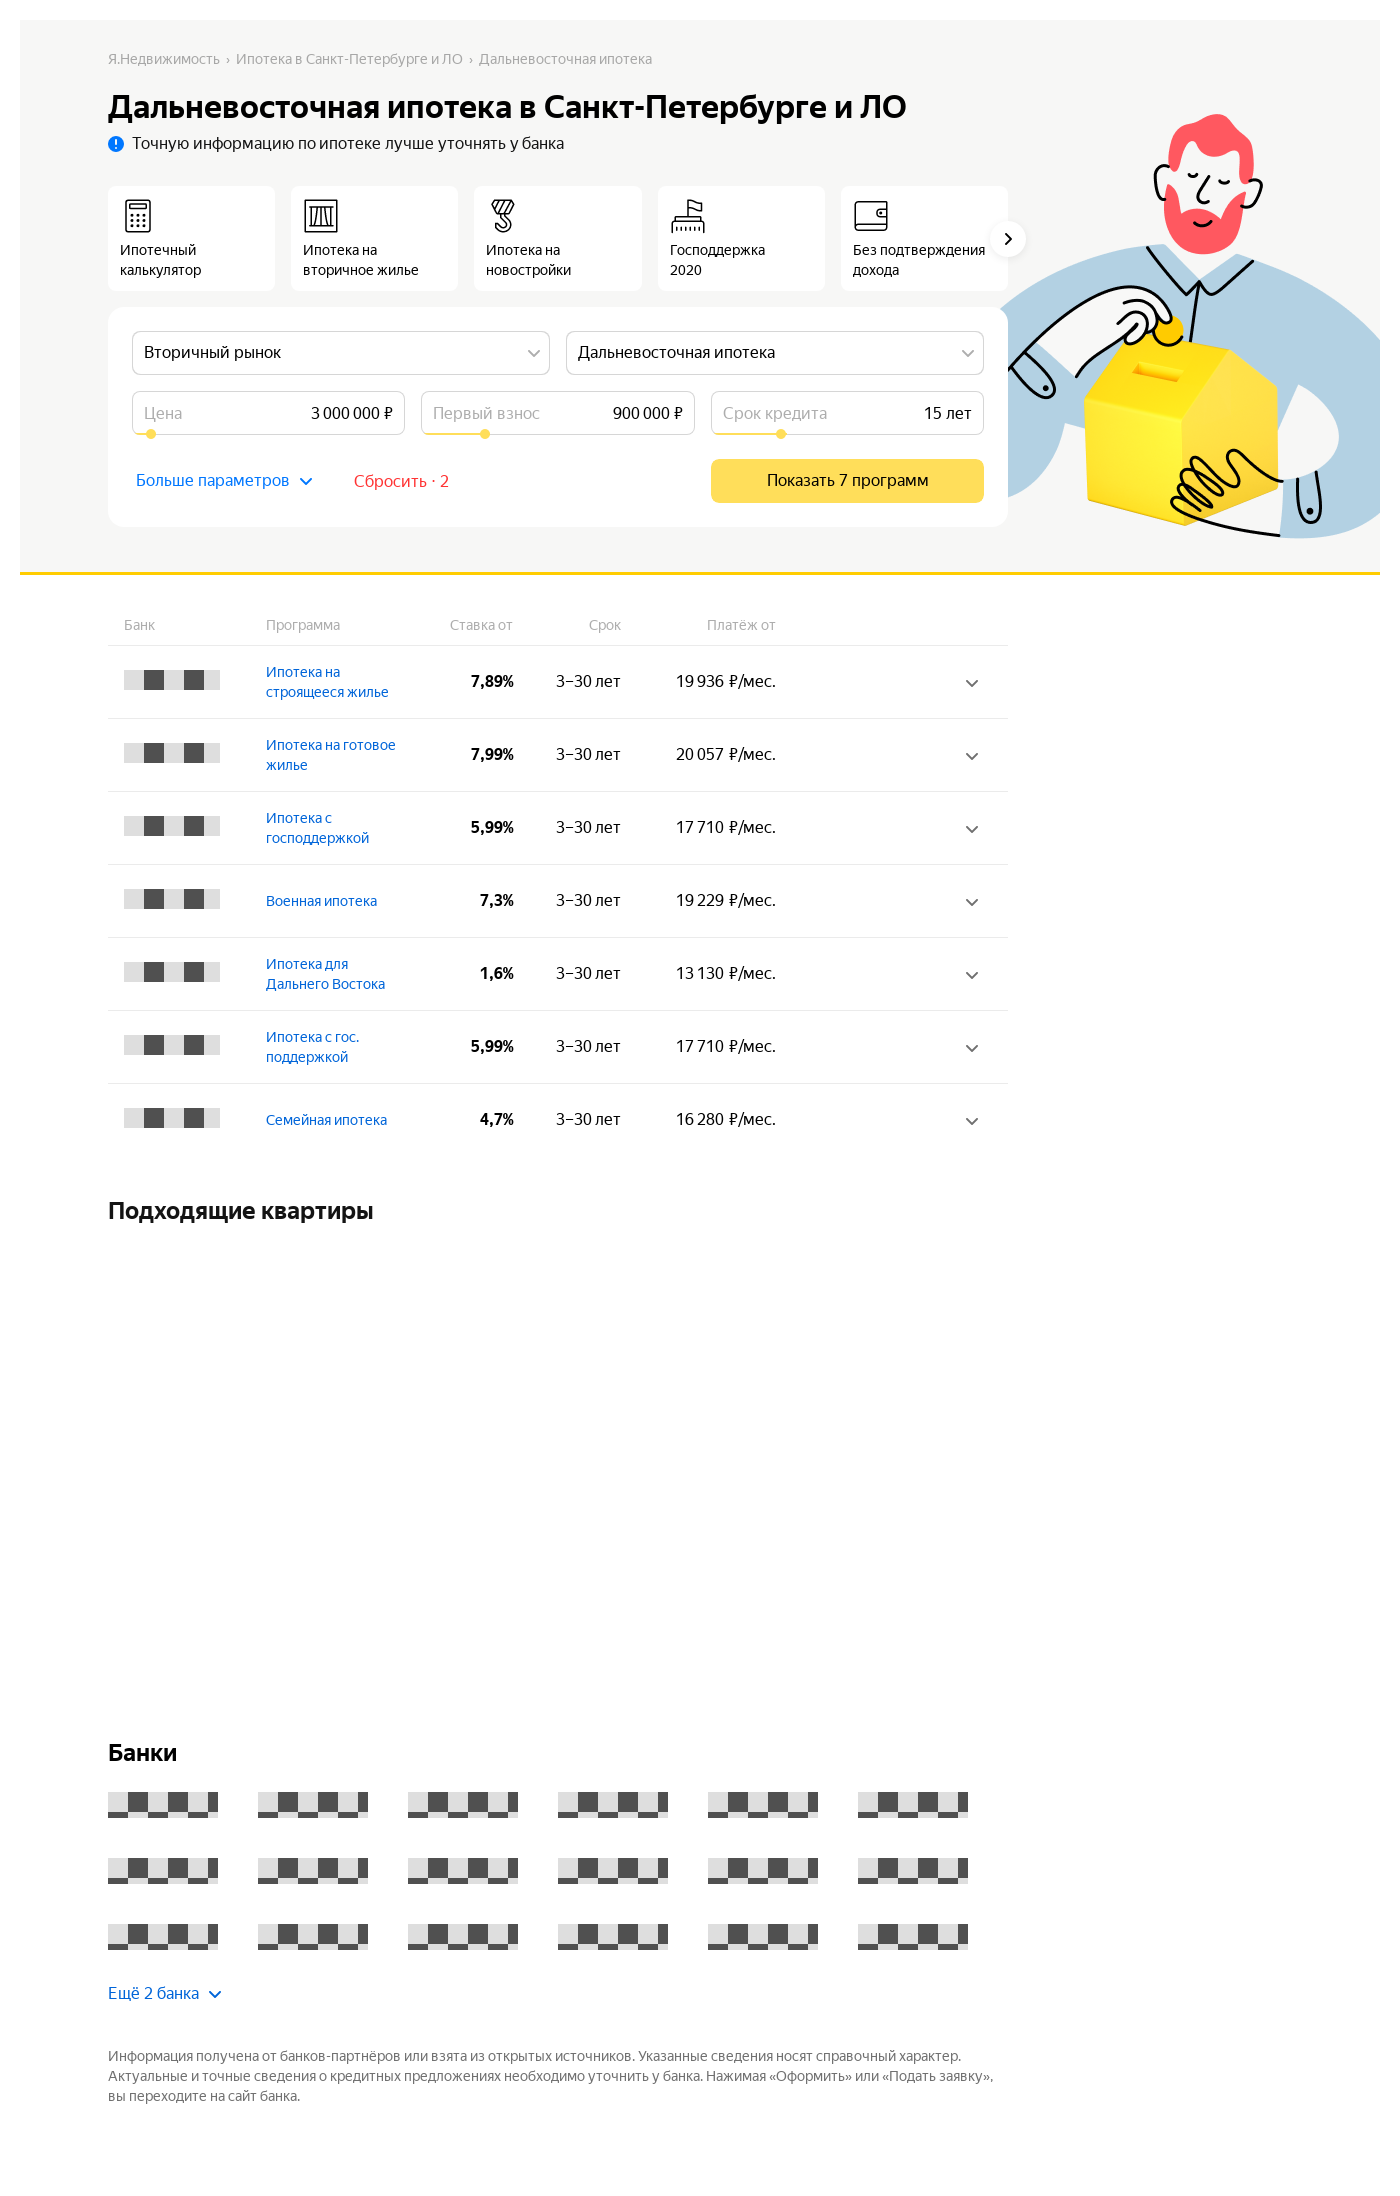 Я.Недвижимость › Ипотека в Санкт-Петербурге и ЛО › Дальневосточная ипотека
Дальневосточная ипотека в Санкт-Петербурге и ЛО
Точную информацию по ипотеке лучше уточнять у банка
Ипотечный
калькулятор
Ипотека на
вторичное жилье
Ипотека на
новостройки
Господдержка
2020
Без подтверждения
дохода
Вторичный рынок
Дальневосточная ипотека
Цена 3 000 000 ₽
Первый взнос 900 000 ₽
Срок кредита 15 лет
Больше параметров
Сбросить · 2
Показать 7 программ
Банк Программа Ставка от Срок Платёж от
Ипотека на
строящееся жилье
7,89% 3–30 лет 19 936 ₽/мес.
Ипотека на готовое
жилье
7,99% 3–30 лет 20 057 ₽/мес.
Ипотека с
господдержкой
5,99% 3–30 лет 17 710 ₽/мес.
Военная ипотека 7,3% 3–30 лет 19 229 ₽/мес.
Ипотека для
Дальнего Востока
1,6% 3–30 лет 13 130 ₽/мес.
Ипотека с гос.
поддержкой
5,99% 3–30 лет 17 710 ₽/мес.
Семейная ипотека 4,7% 3–30 лет 16 280 ₽/мес.
Подходящие квартиры
Банки
Ещё 2 банка
Информация получена от банков-партнёров или взята из открытых источников. Указанные сведения носят справочный характер.
Актуальные и точные сведения о кредитных предложениях необходимо уточнить у банка. Нажимая «Оформить» или «Подать заявку»,
вы переходите на сайт банка.